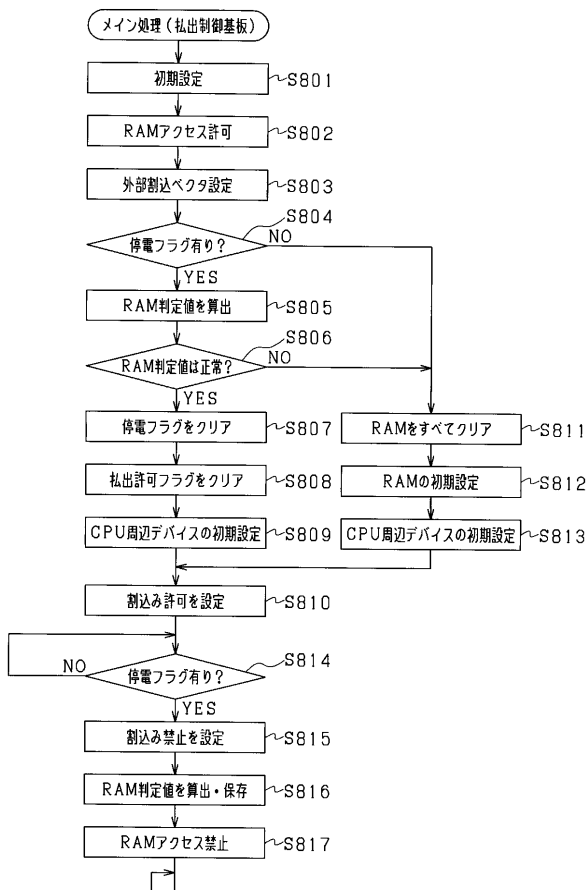 メイン処理(払出制御基板)
初期設定
S801
RAMアクセス許可
S802
外部割込ベクタ設定
S803
S804
停電フラグ有り?
NO
YES
RAM判定値を算出
S805
S806
RAM判定値は正常?
NO
YES
停電フラグをクリア
S807
RAMをすべてクリア
S811
払出許可フラグをクリア
S808
RAMの初期設定
S812
CPU周辺デバイスの初期設定
S809
CPU周辺デバイスの初期設定
S813
割込み許可を設定
S810
NO
停電フラグ有り?
S814
YES
割込み禁止を設定
S815
RAM判定値を算出・保存
S816
RAMアクセス禁止
S817